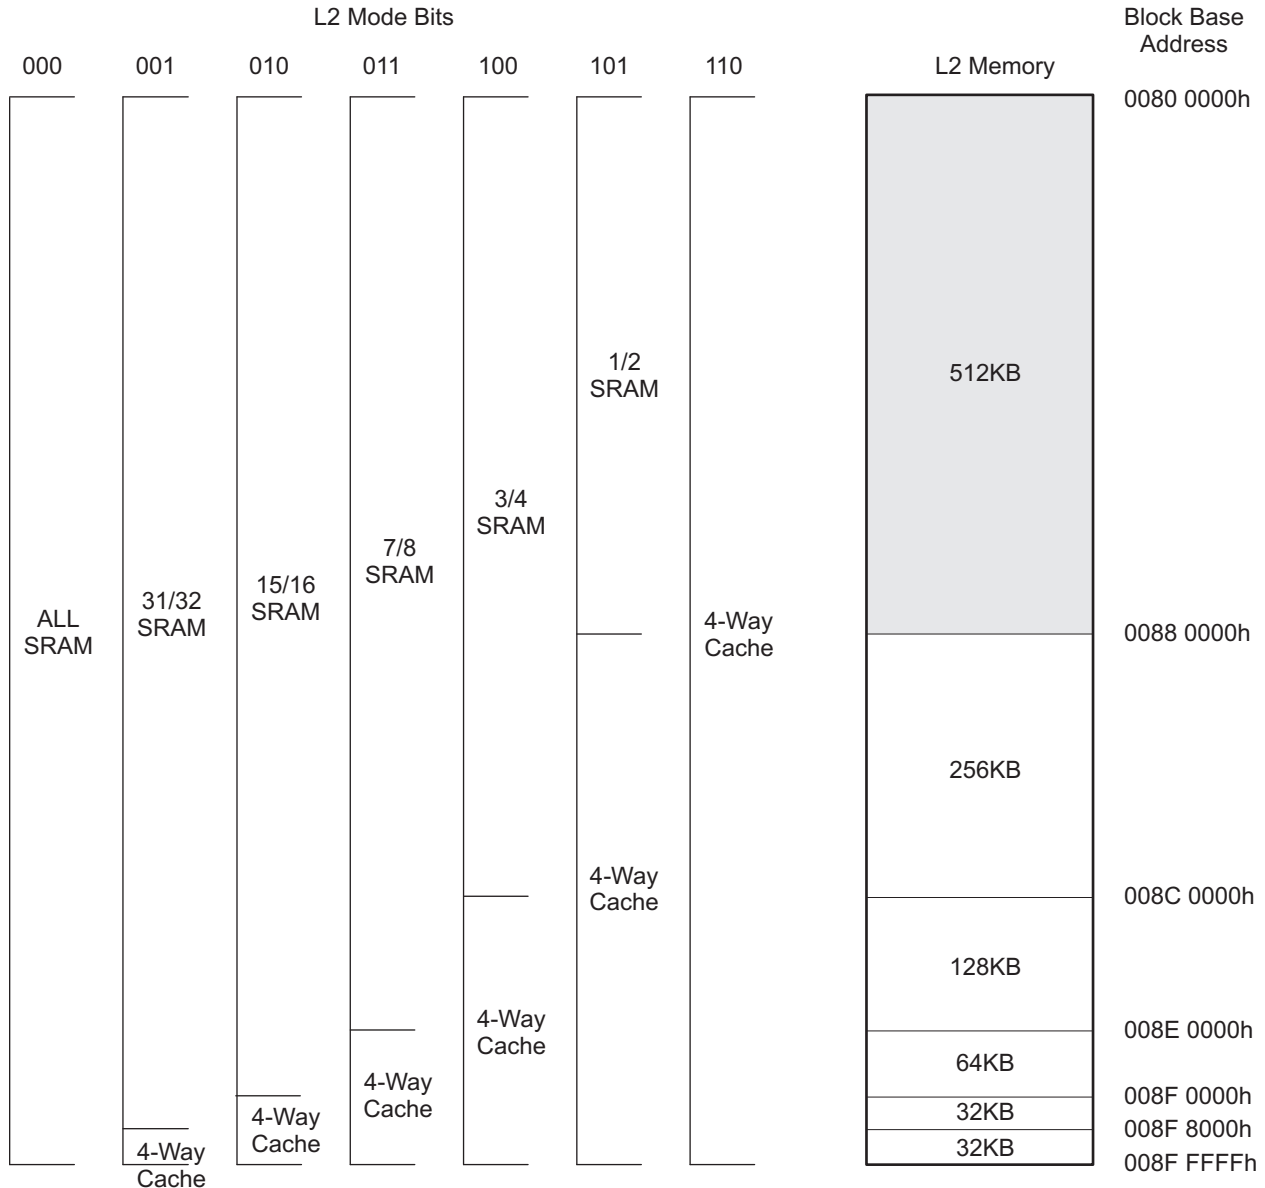 L2 Mode Bits
Block Base
Address
000 001 010 011 100 101 110 L2 Memory
0080 0000h
1/2
SRAM
512KB
3/4
SRAM
7/8
SRAM
15/16
SRAM
31/32
SRAM
ALL
SRAM
4-Way
Cache
0088 0000h
256KB
4-Way
Cache
008C 0000h
128KB
4-Way
Cache
008E 0000h
64KB
4-Way
Cache
008F 0000h
32KB
4-Way
Cache
008F 8000h
32KB
4-Way
Cache
008F FFFFh